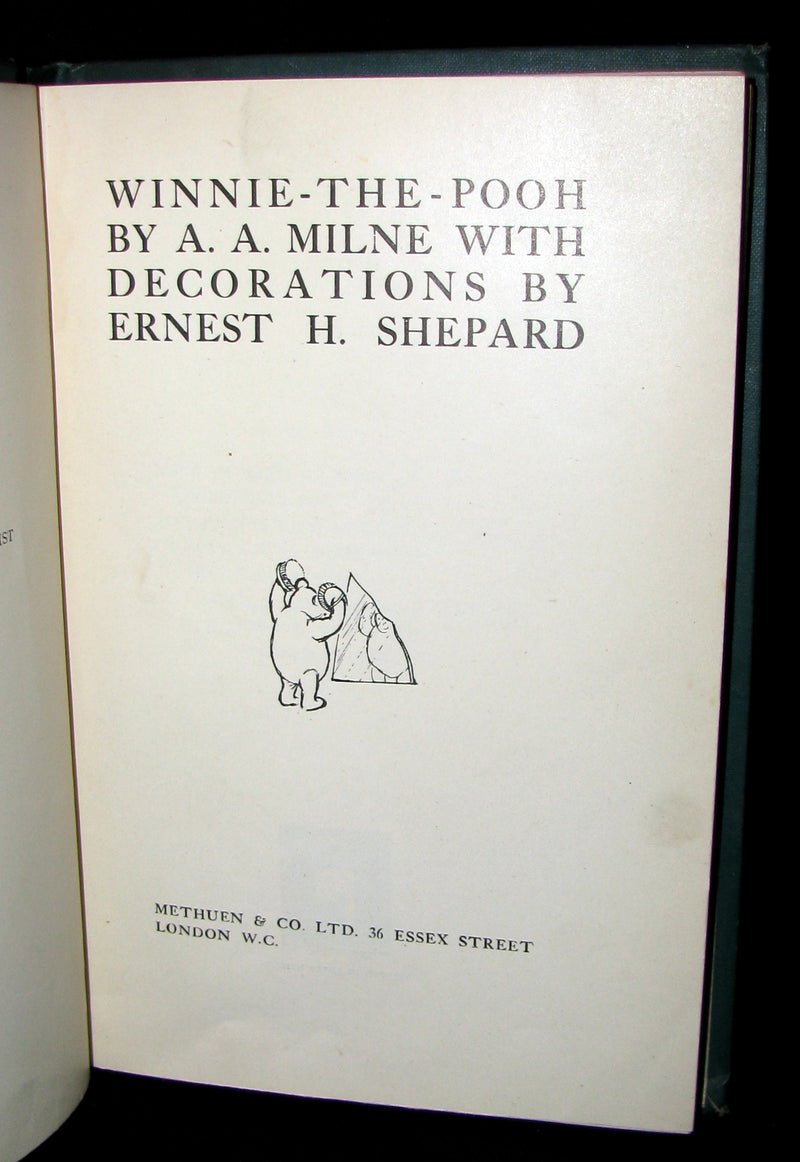 WINNIE-THE-POOH
BY A. A. MILNE WITH
DECORATIONS BY
ERNEST H. SHEPARD
METHUEN & CO. LTD. 36 ESSEX STREET
LONDON W.C.